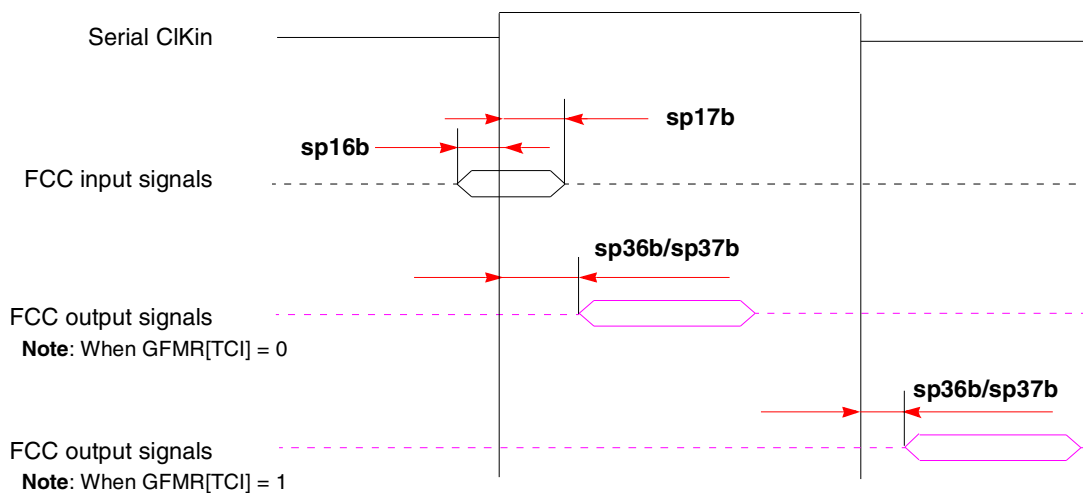 Serial ClKin
sp17b
sp16b
FCC input signals
sp36b/sp37b
FCC output signals
Note: When GFMR[TCI] = 0
sp36b/sp37b
FCC output signals
Note: When GFMR[TCI] = 1